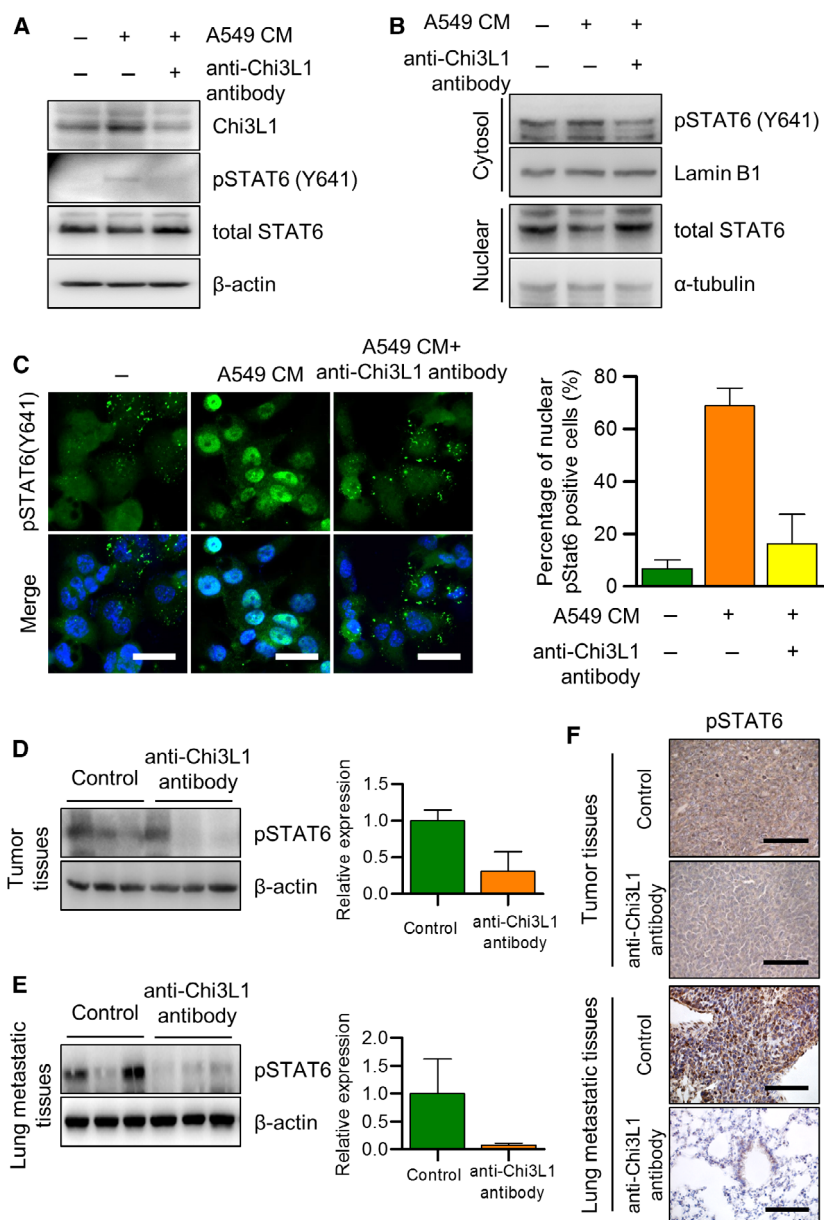 A
– + + A549 CM
– – + anti-Chi3L1
antibody
Chi3L1
pSTAT6 (Y641)
total STAT6
β-actin
B
A549 CM – + +
anti-Chi3L1
antibody – – +
Cytosol
pSTAT6 (Y641)
Lamin B1
Nuclear
total STAT6
α-tubulin
C
–
A549 CM
A549 CM+
anti-Chi3L1 antibody
pSTAT6(Y641)
Merge
Percentage of nuclear
pStat6 positive cells (%)
80
60
40
20
0
A549 CM – + +
anti-Chi3L1
antibody – – +
D
Tumor
tissues
Control
anti-Chi3L1
antibody
pSTAT6
β-actin
Relative expression
1.5
1.0
0.5
0.0
Control
anti-Chi3L1
antibody
E
Lung metastatic
tissues
Control
anti-Chi3L1
antibody
pSTAT6
β-actin
Relative expression
2.0
1.5
1.0
0.5
0.0
Control
anti-Chi3L1
antibody
F
pSTAT6
Tumor tissues
Control
anti-Chi3L1
antibody
Lung metastatic tissues
Control
anti-Chi3L1
antibody